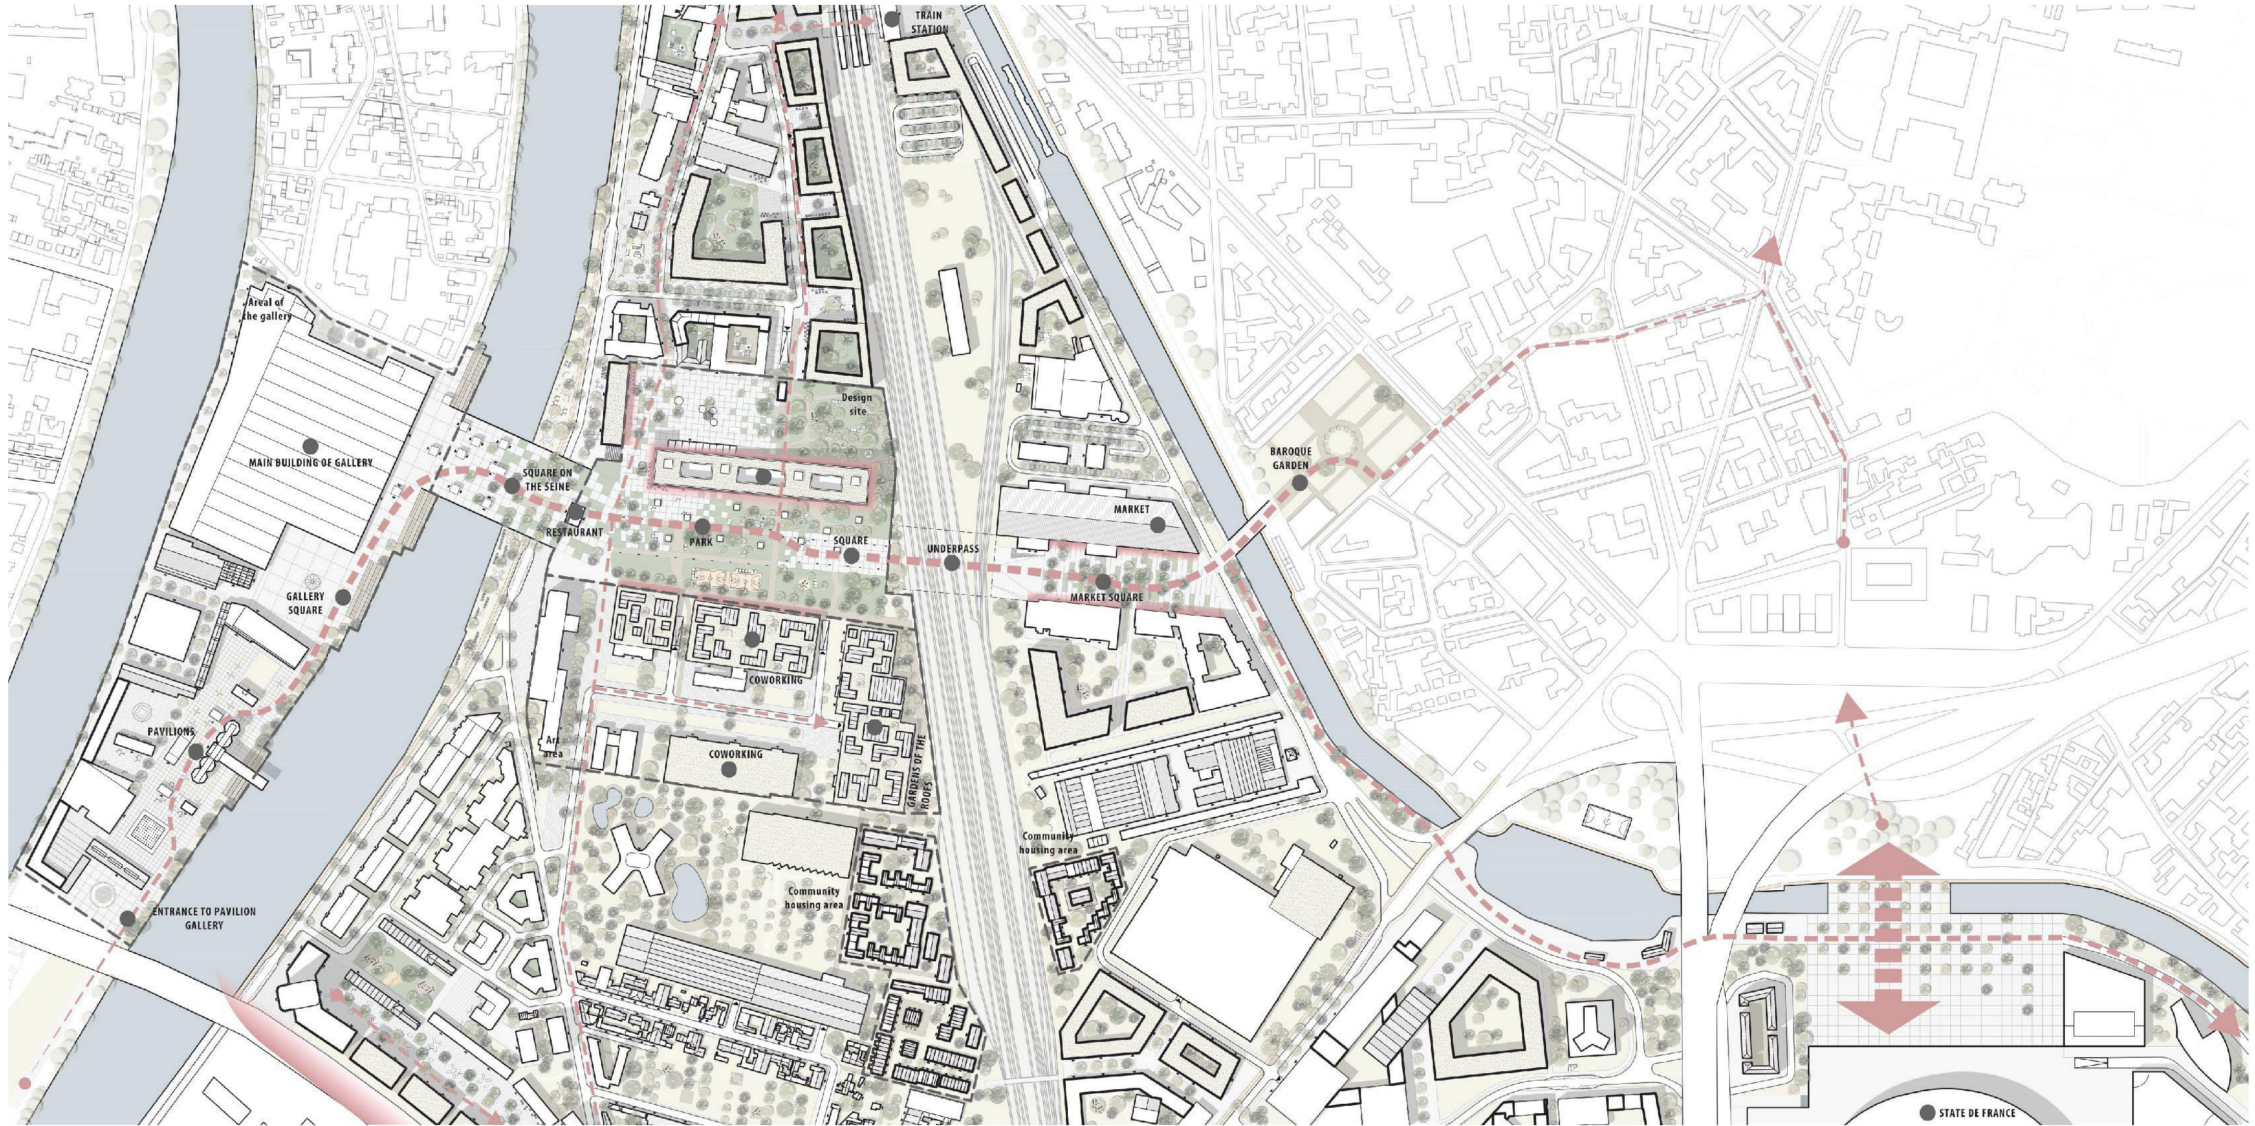 TRAIN
STATION
Areal of
the gallery
Design
site
MAIN BUILDING OF GALLERY
SQUARE ON
THE SEINE
BAROQUE
GARDEN
RESTAURANT
PARK
SQUARE
UNDERPASS
MARKET
GALLERY
SQUARE
MARKET SQUARE
COWORKING
PAVILIONS
Art
area
COWORKING
GARDENS OF THE
ROOFS
Community
housing area
Community
housing area
ENTRANCE TO PAVILION
GALLERY
STATE DE FRANCE